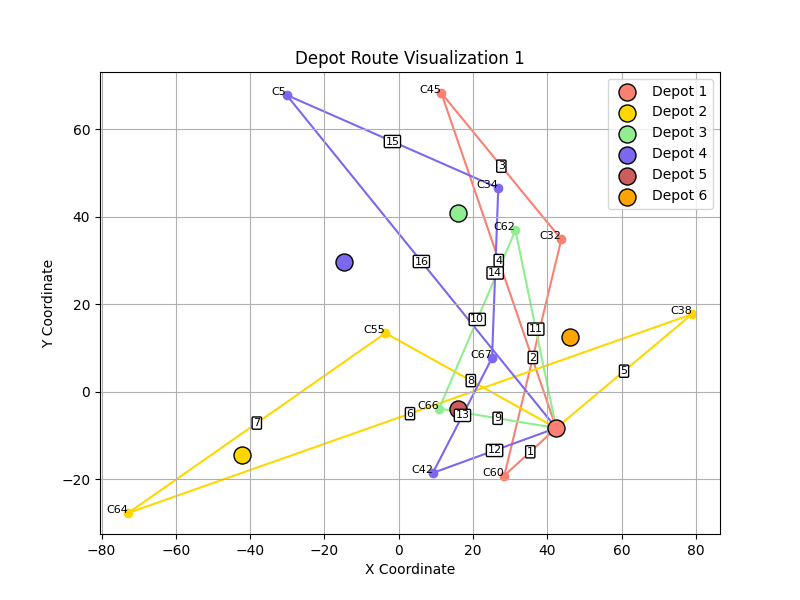 Depot Route Visualization 1
Depot 1
Depot 2
Depot 3
Depot 4
Depot 5
Depot 6
Y Coordinate
60
40
20
0
−20
−80
−60
−40
−20
0
20
40
60
80
X Coordinate
C5
C45
15
3
C34
C62
C32
16
4
14
C38
10
11
C55
C67
2
5
8
C66
6
13
9
7
12
1
C42
C60
C64